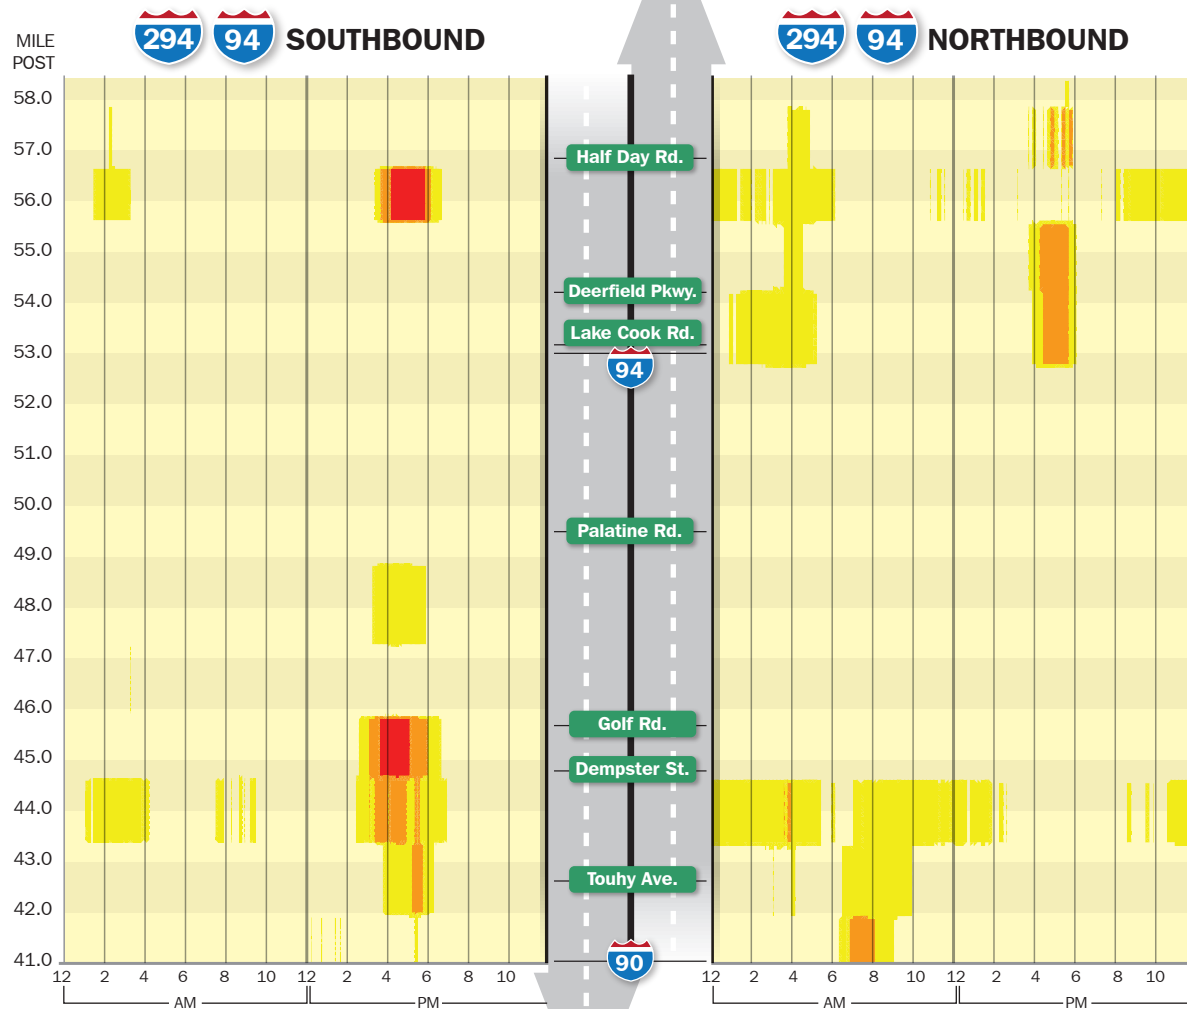 MILE
POST
294 94 SOUTHBOUND
294 94 NORTHBOUND
58.0
57.0
56.0
55.0
54.0
53.0
52.0
51.0
50.0
49.0
48.0
47.0
46.0
45.0
44.0
43.0
42.0
41.0
Half Day Rd.
Deerfield Pkwy.
Lake Cook Rd.
94
Palatine Rd.
Golf Rd.
Dempster St.
Touhy Ave.
90
12 2 4 6 8 10 12 2 4 6 8 10
AM PM
12 2 4 6 8 10 12 2 4 6 8 10
AM PM